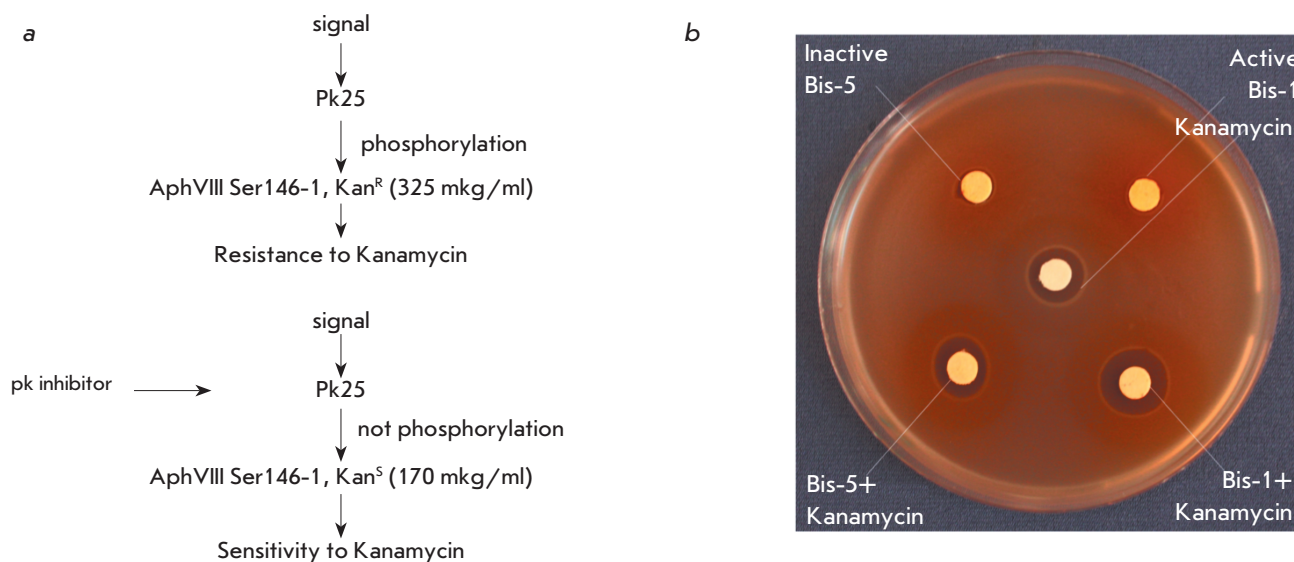 a
signal
Pk25
phosphorylation
AphVIII Ser146-1, Kanᴿ (325 mkg/ml)
Resistance to Kanamycin
signal
pk inhibitor
Pk25
not phosphorylation
AphVIII Ser146-1, Kanˢ (170 mkg/ml)
Sensitivity to Kanamycin
b
Inactive
Bis-5
Active
Bis-1
Kanamycin
Bis-5+
Kanamycin
Bis-1+
Kanamycin